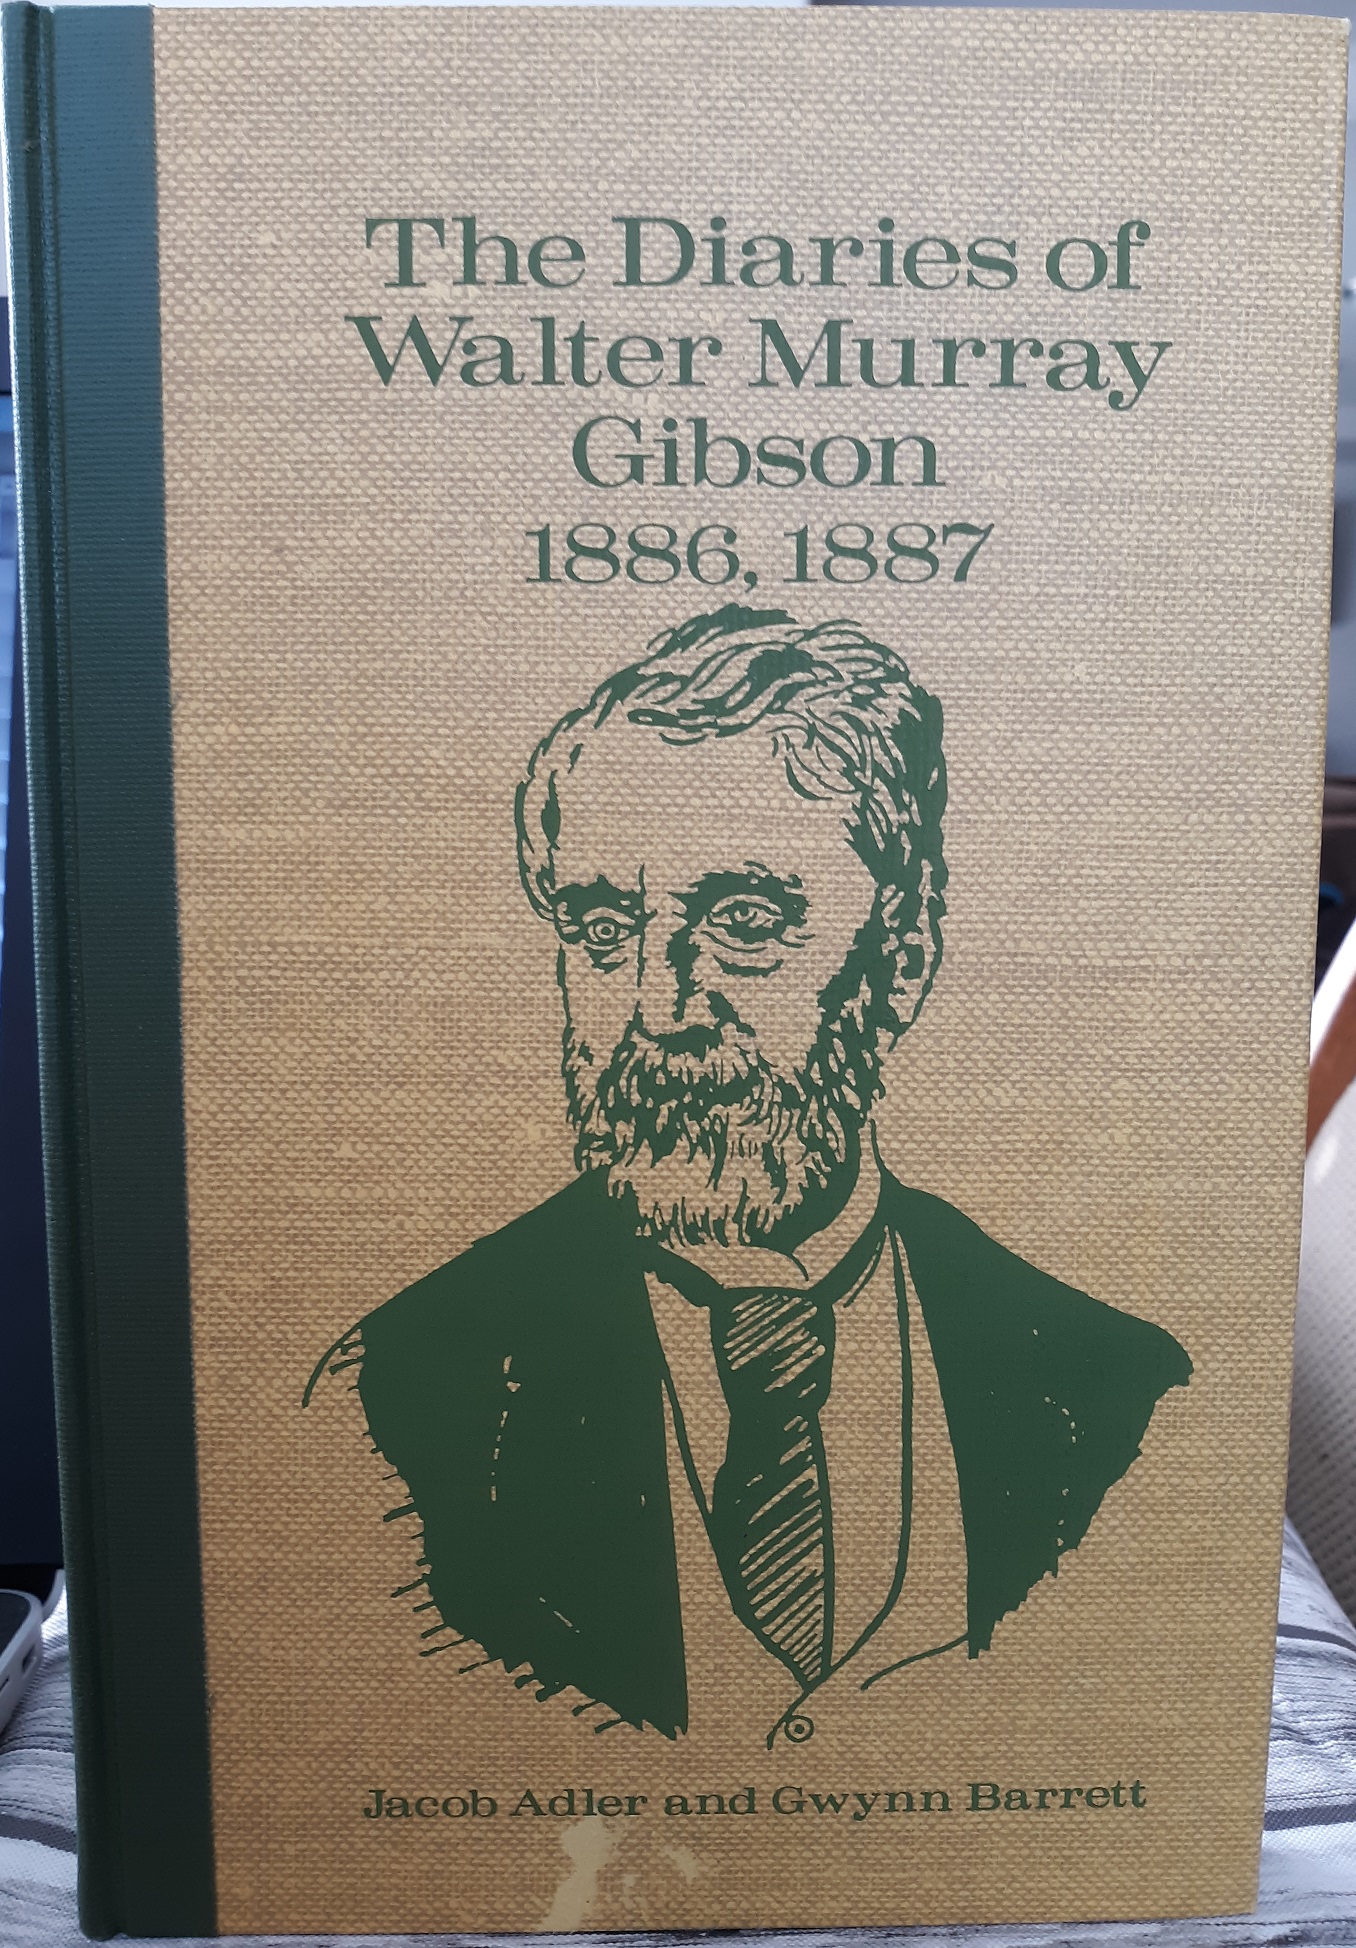 The Diaries of
Walter Murray
Gibson
1886, 1887
Jacob Adler and Gwynn Barrett